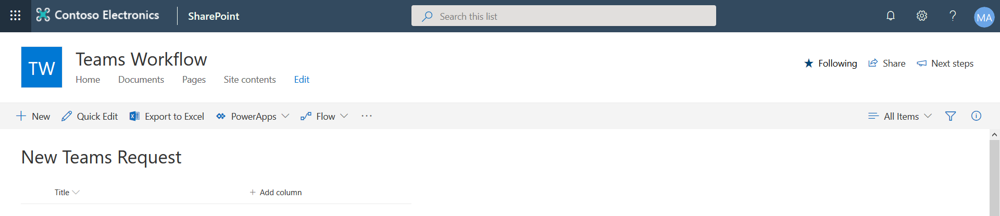 Contoso Electronics SharePoint Search this list MA
TW
Teams Workflow
Home Documents Pages Site contents Edit
Following Share Next steps
New Quick Edit Export to Excel PowerApps Flow ... All Items
New Teams Request
Title + Add column